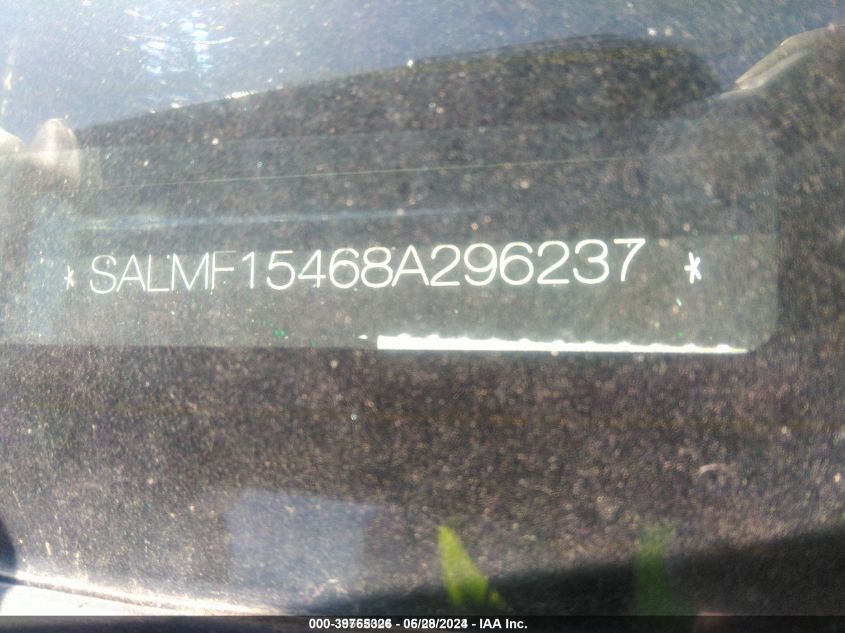 * SALMF15468A296237 *
000-39765326 - 06/28/2024 - IAA Inc.